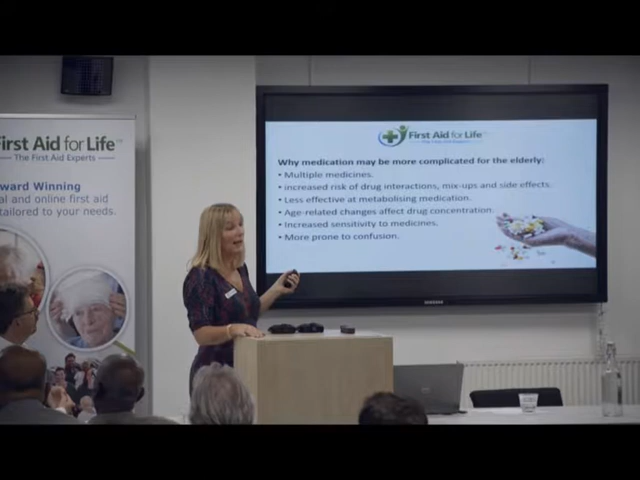 First Aid for Life
The First Aid Experts
ward Winning
al and online first aid
tailored to your needs.
First Aid for Life
Why medication may be more complicated for the elderly:
• Multiple medicines.
• increased risk of drug interactions, mix-ups and side effects.
• Less effective at metabolising medication.
• Age-related changes affect drug concentration.
• Increased sensitivity to medicines.
• More prone to confusion.
SAMSUNG